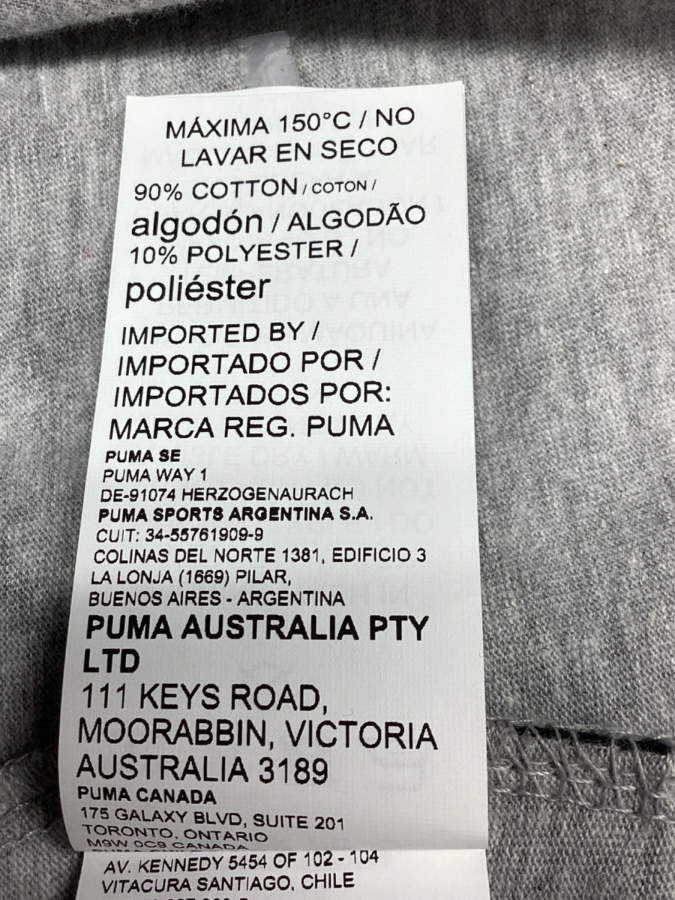 MÁXIMA 150°C / NO
LAVAR EN SECO
90% COTTON / COTON /
algodón / ALGODÃO
10% POLYESTER /
poliéster
IMPORTED BY /
IMPORTADO POR /
IMPORTADOS POR:
MARCA REG. PUMA
PUMA SE
PUMA WAY 1
DE-91074 HERZOGENAURACH
PUMA SPORTS ARGENTINA S.A.
CUIT: 34-55761909-9
COLINAS DEL NORTE 1381, EDIFICIO 3
LA LONJA (1669) PILAR,
BUENOS AIRES - ARGENTINA
PUMA AUSTRALIA PTY
LTD
111 KEYS ROAD,
MOORABBIN, VICTORIA
AUSTRALIA 3189
PUMA CANADA
175 GALAXY BLVD, SUITE 201
TORONTO, ONTARIO
M9W 0C9 CANADA
AV. KENNEDY 5454 OF 102 - 104
VITACURA SANTIAGO, CHILE